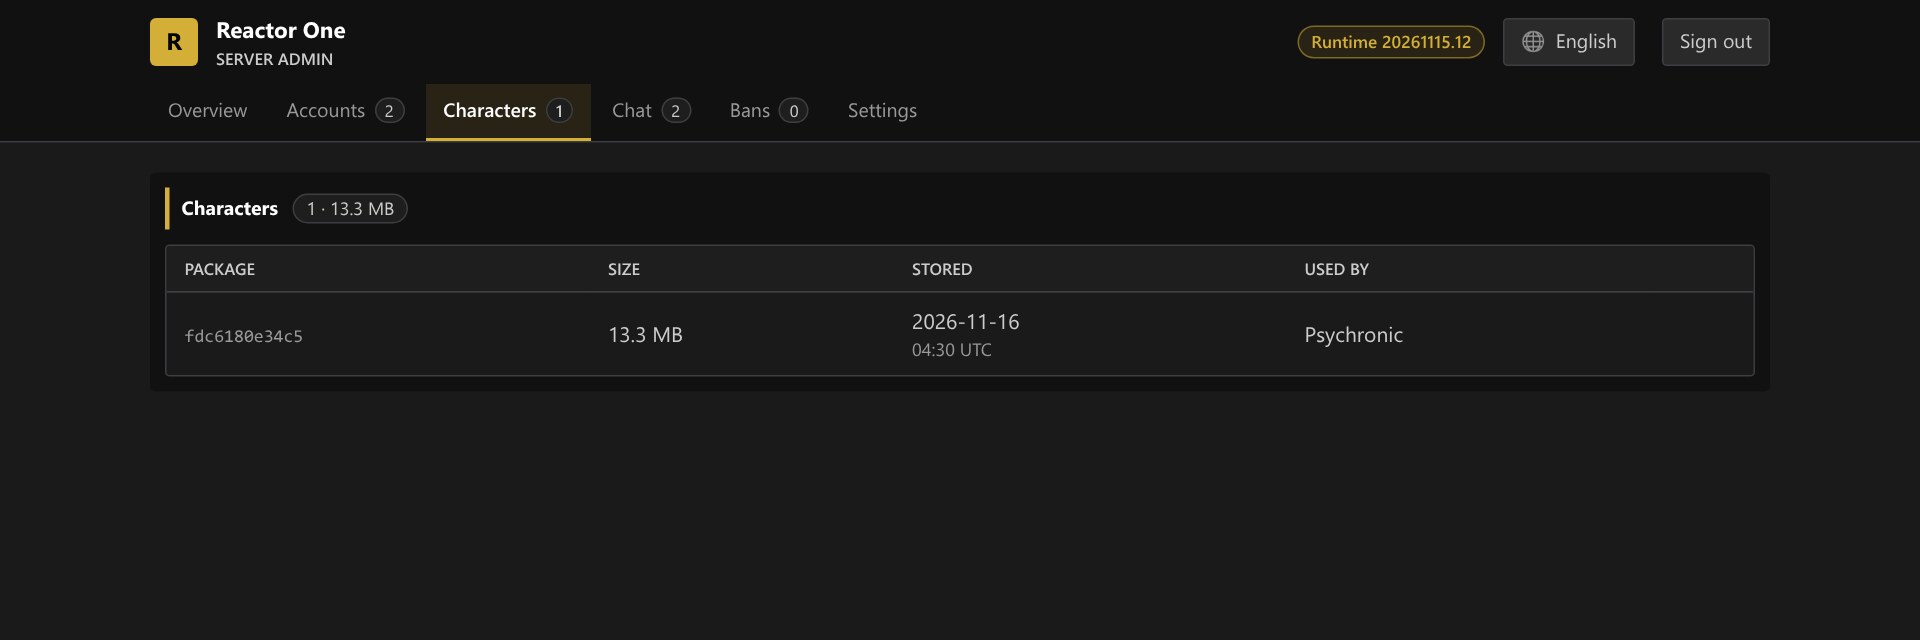 R
Reactor One
SERVER ADMIN
Runtime 20261115.12
English
Sign out
Overview
Accounts 2
Characters 1
Chat 2
Bans 0
Settings
Characters 1 · 13.3 MB
PACKAGE SIZE STORED USED BY
fdc6180e34c5 13.3 MB 2026-11-16 04:30 UTC Psychronic